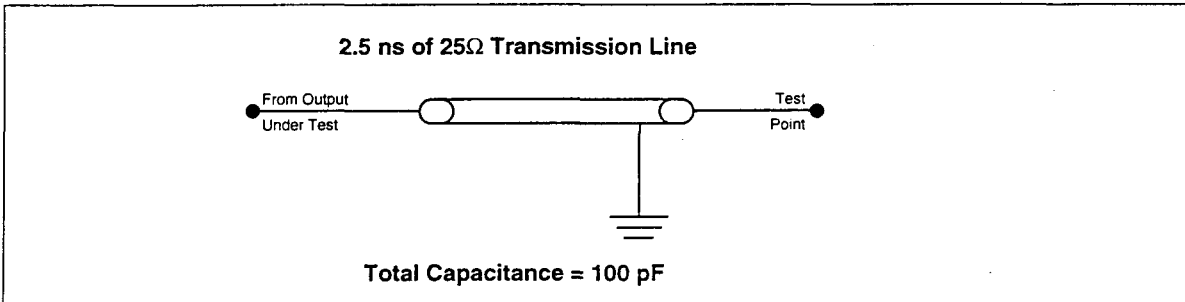 2.5 ns of 25Ω Transmission Line
From Output
Under Test
Test
Point
Total Capacitance = 100 pF